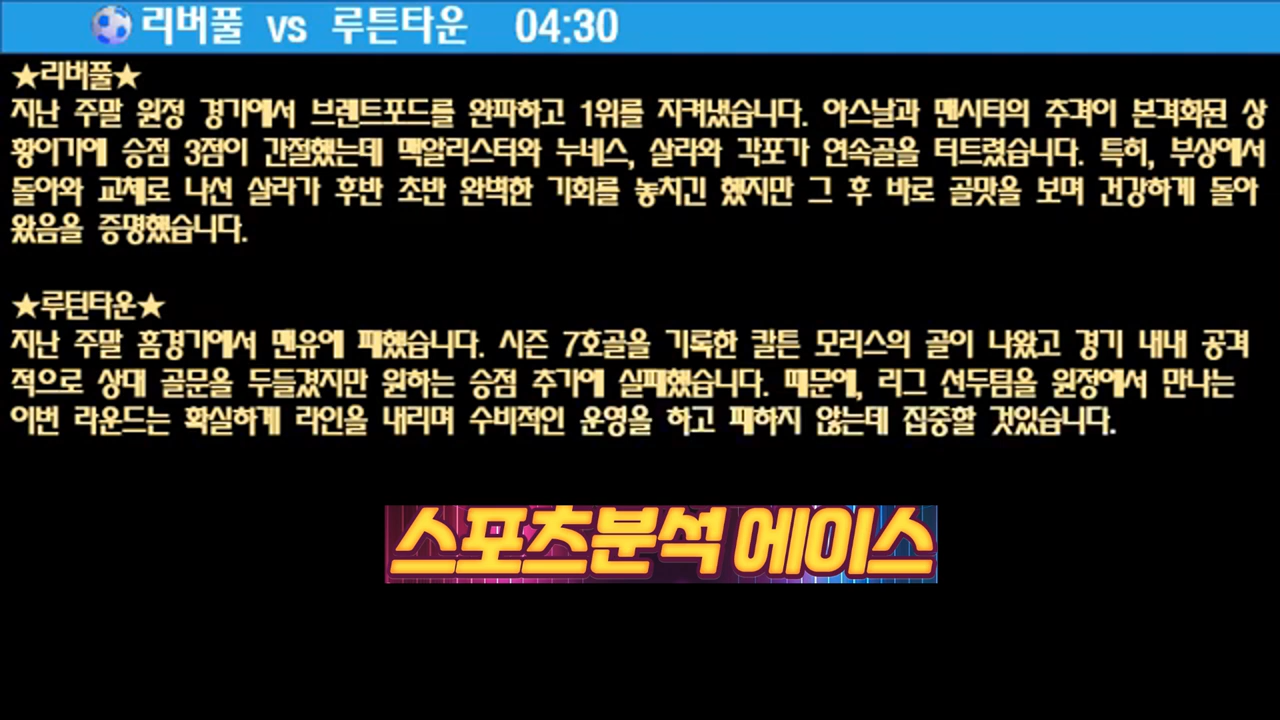 ⚽리버풀 vs 루튼타운 04:30
★리버풀★
지난 주말 원정 경기에서 브렌트포드를 완파하고 1위를 지켜냈습니다. 아스날과 맨시티의 추격이 본격화된 상
황이기에 승점 3점이 간절했는데 맥알리스터와 누네스, 살라와 각포가 연속골을 터트렸습니다. 특히, 부상에서
돌아와 교체로 나선 살라가 후반 초반 완벽한 기회를 놓치긴 했지만 그 후 바로 골맛을 보며 건강하게 돌아
왔음을 증명했습니다.
★루턴타운★
지난 주말 홈경기에서 맨유에 패했습니다. 시즌 7호골을 기록한 칼튼 모리스의 골이 나왔고 경기 내내 공격
적으로 상대 골문을 두들겼지만 원하는 승점 추가에 실패했습니다. 때문에, 리그 선두팀을 원정에서 만나는
이번 라운드는 확실하게 라인을 내리며 수비적인 운영을 하고 패하지 않는데 집중할 것있습니다.
스포츠분석 에이스